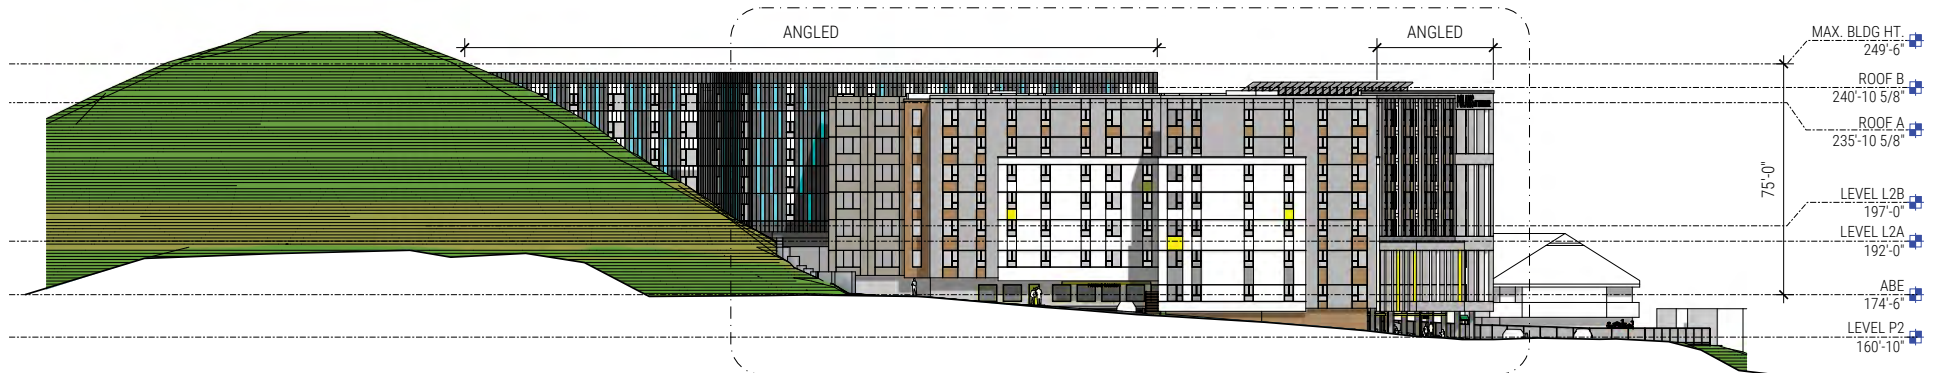 ANGLED
ANGLED
MAX. BLDG HT.
249'-6"
ROOF B
240'-10 5/8"
ROOF A
235'-10 5/8"
75'-0"
LEVEL L2B
197'-0"
LEVEL L2A
192'-0"
ABE
174'-6"
LEVEL P2
160'-10"